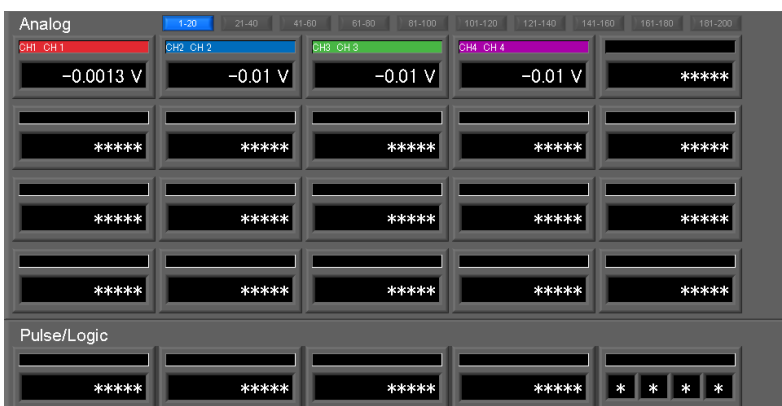 Analog 1-20 21-40 41-60 61-80 81-100 101-120 121-140 141-160 161-180 181-200
CH1 CH 1 CH2 CH 2 CH3 CH 3 CH4 CH 4
-0.0013 V -0.01 V -0.01 V -0.01 V *****
***** ***** ***** ***** *****
***** ***** ***** ***** *****
***** ***** ***** ***** *****
Pulse/Logic
***** ***** ***** ***** * * * *